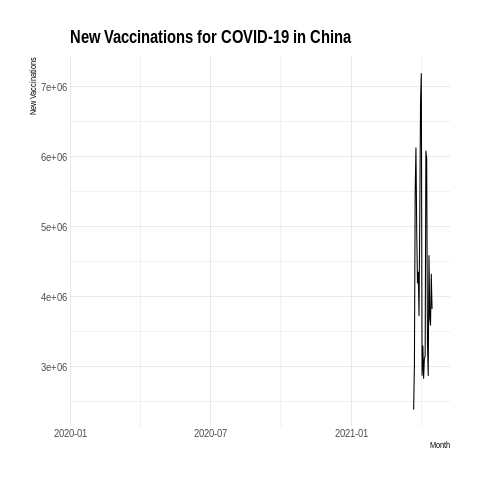 New Vaccinations for COVID-19 in China
New Vaccinations
7e+06
6e+06
5e+06
4e+06
3e+06
2020-01
2020-07
2021-01
Month